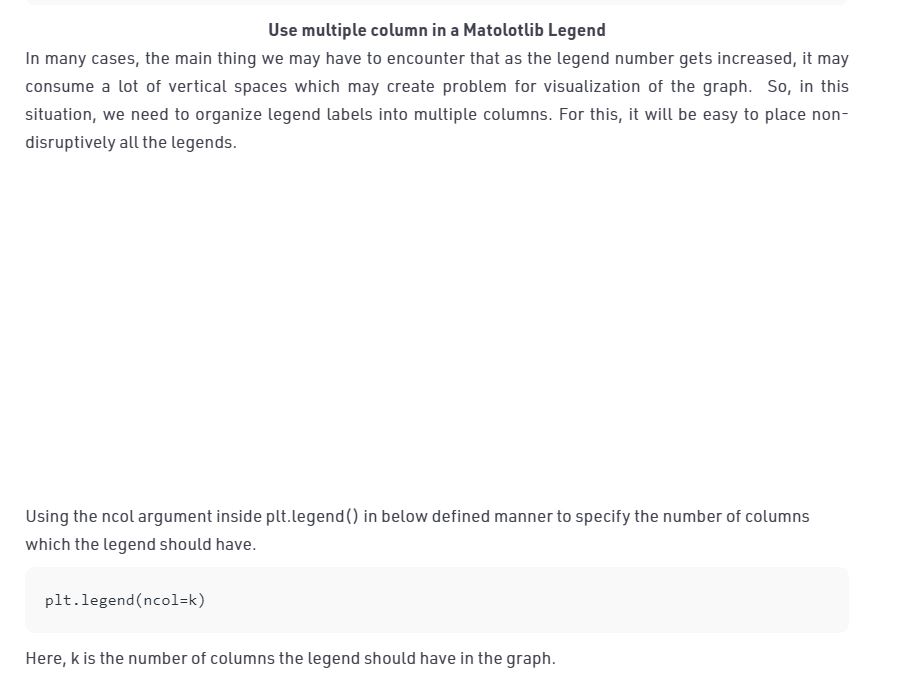 Use multiple column in a Matolotlib Legend
In many cases, the main thing we may have to encounter that as the legend number gets increased, it may
consume a lot of vertical spaces which may create problem for visualization of the graph. So, in this
situation, we need to organize legend labels into multiple columns. For this, it will be easy to place non-
disruptively all the legends.
Using the ncol argument inside plt.legend() in below defined manner to specify the number of columns
which the legend should have.
plt.legend(ncol=k)
Here, k is the number of columns the legend should have in the graph.